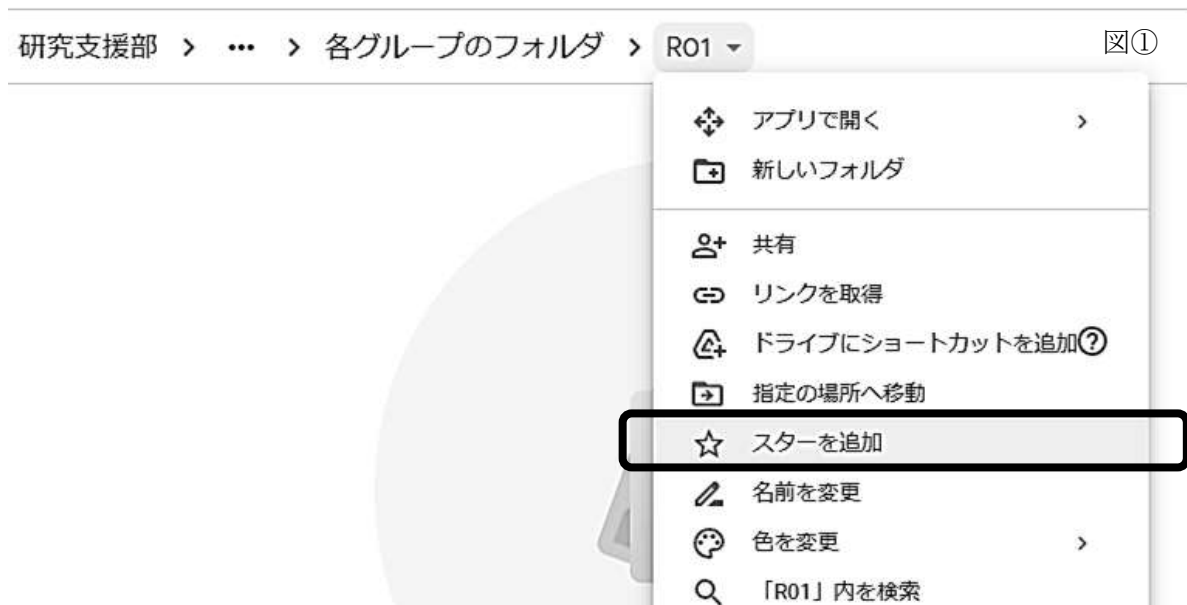 研究支援部 > … > 各グループのフォルダ > R01
図①
アプリで開く
新しいフォルダ
共有
リンクを取得
ドライブにショートカットを追加?
指定の場所へ移動
スターを追加
名前を変更
色を変更
「R01」内を検索